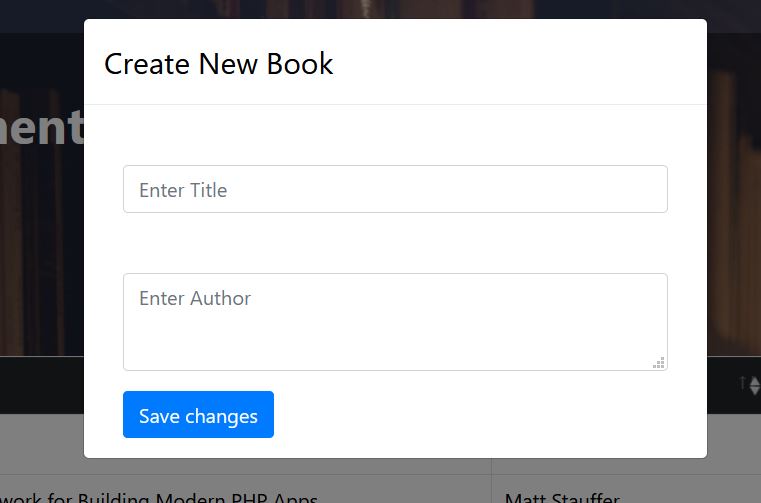 Create New Book
ment
Enter Title
Enter Author
Save changes
work for Building Modern PHP Apps
Matt Stauffer